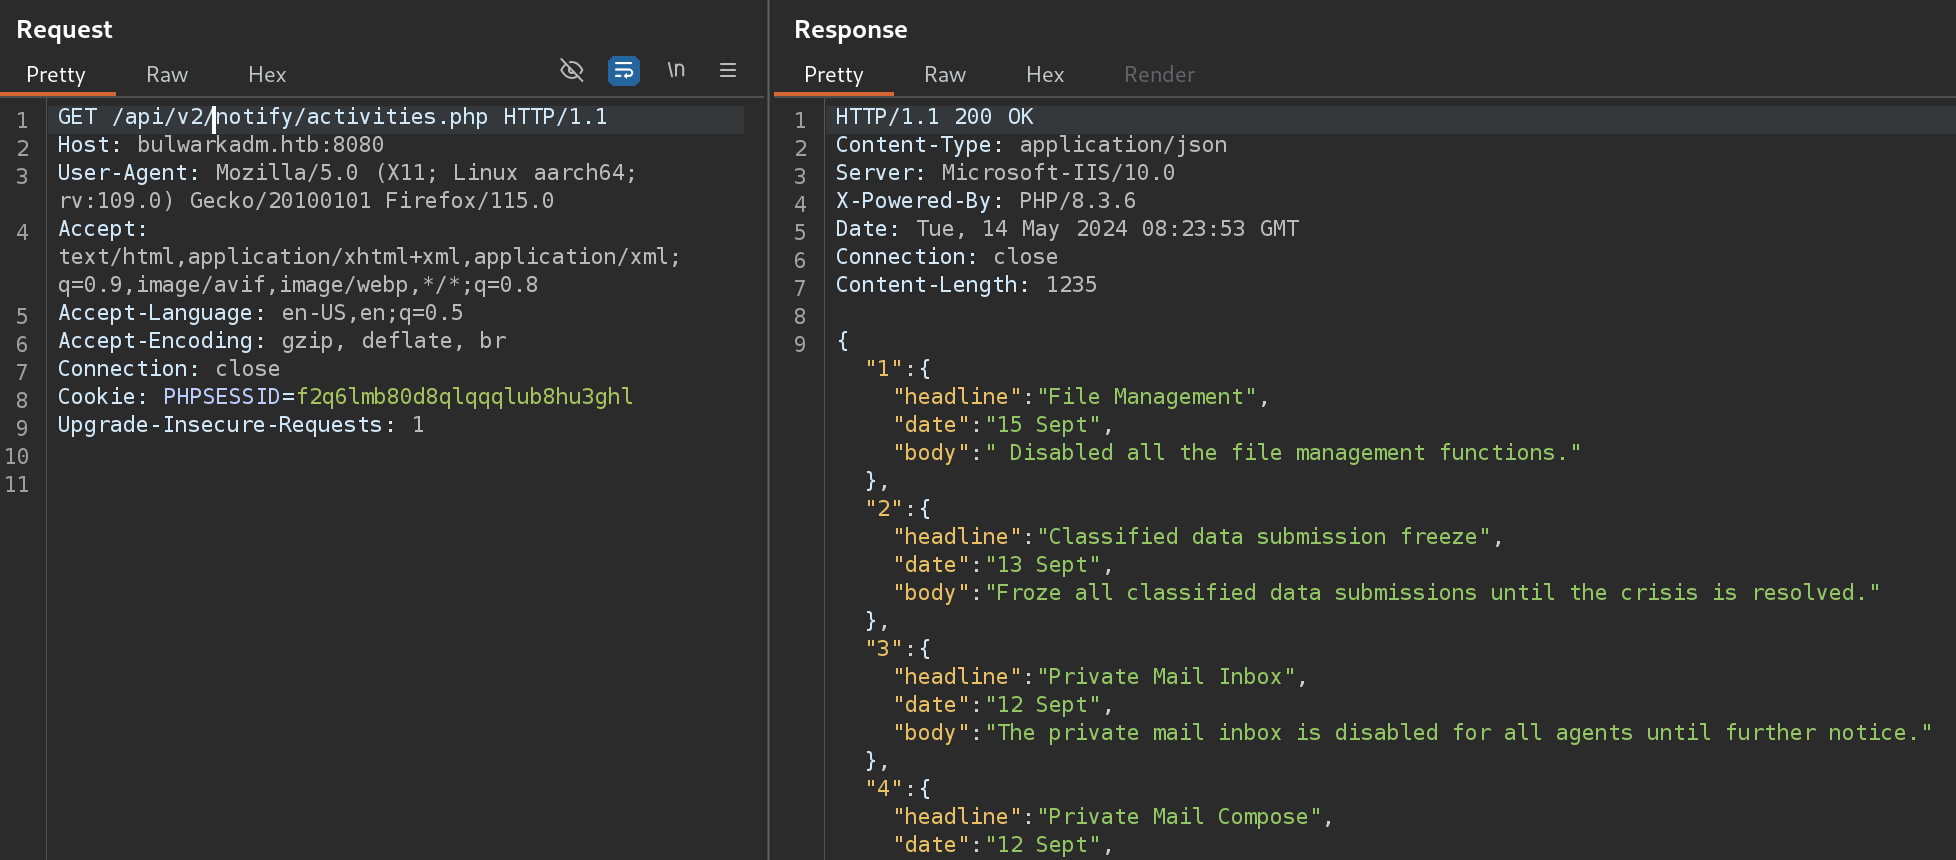 Request
Pretty Raw Hex \n
1 GET /api/v2/notify/activities.php HTTP/1.1
2 Host: bulwarkadm.htb:8080
3 User-Agent: Mozilla/5.0 (X11; Linux aarch64;
rv:109.0) Gecko/20100101 Firefox/115.0
4 Accept:
text/html,application/xhtml+xml,application/xml;
q=0.9,image/avif,image/webp,*/*;q=0.8
5 Accept-Language: en-US,en;q=0.5
6 Accept-Encoding: gzip, deflate, br
7 Connection: close
8 Cookie: PHPSESSID=f2q6lmb80d8qlqqqlub8hu3ghl
9 Upgrade-Insecure-Requests: 1
10
11
Response
Pretty Raw Hex Render
1 HTTP/1.1 200 OK
2 Content-Type: application/json
3 Server: Microsoft-IIS/10.0
4 X-Powered-By: PHP/8.3.6
5 Date: Tue, 14 May 2024 08:23:53 GMT
6 Connection: close
7 Content-Length: 1235
8
9 {
"1":{
"headline":"File Management",
"date":"15 Sept",
"body":" Disabled all the file management functions."
},
"2":{
"headline":"Classified data submission freeze",
"date":"13 Sept",
"body":"Froze all classified data submissions until the crisis is resolved."
},
"3":{
"headline":"Private Mail Inbox",
"date":"12 Sept",
"body":"The private mail inbox is disabled for all agents until further notice."
},
"4":{
"headline":"Private Mail Compose",
"date":"12 Sept",